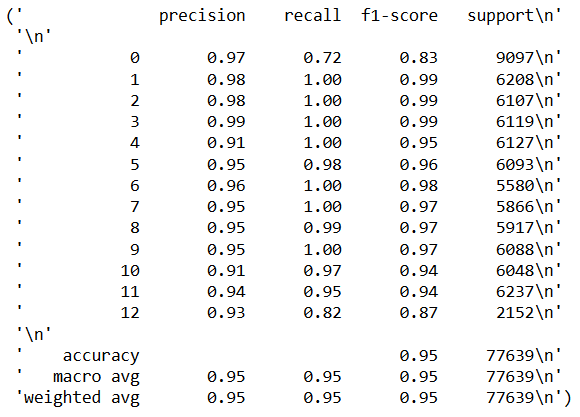 ('              precision    recall  f1-score   support\n'
 '\n'
 '           0       0.97      0.72      0.83      9097\n'
 '           1       0.98      1.00      0.99      6208\n'
 '           2       0.98      1.00      0.99      6107\n'
 '           3       0.99      1.00      0.99      6119\n'
 '           4       0.91      1.00      0.95      6127\n'
 '           5       0.95      0.98      0.96      6093\n'
 '           6       0.96      1.00      0.98      5580\n'
 '           7       0.95      1.00      0.97      5866\n'
 '           8       0.95      0.99      0.97      5917\n'
 '           9       0.95      1.00      0.97      6088\n'
 '          10       0.91      0.97      0.94      6048\n'
 '          11       0.94      0.95      0.94      6237\n'
 '          12       0.93      0.82      0.87      2152\n'
 '\n'
 '    accuracy                           0.95     77639\n'
 '   macro avg       0.95      0.95      0.95     77639\n'
 'weighted avg       0.95      0.95      0.95     77639\n')